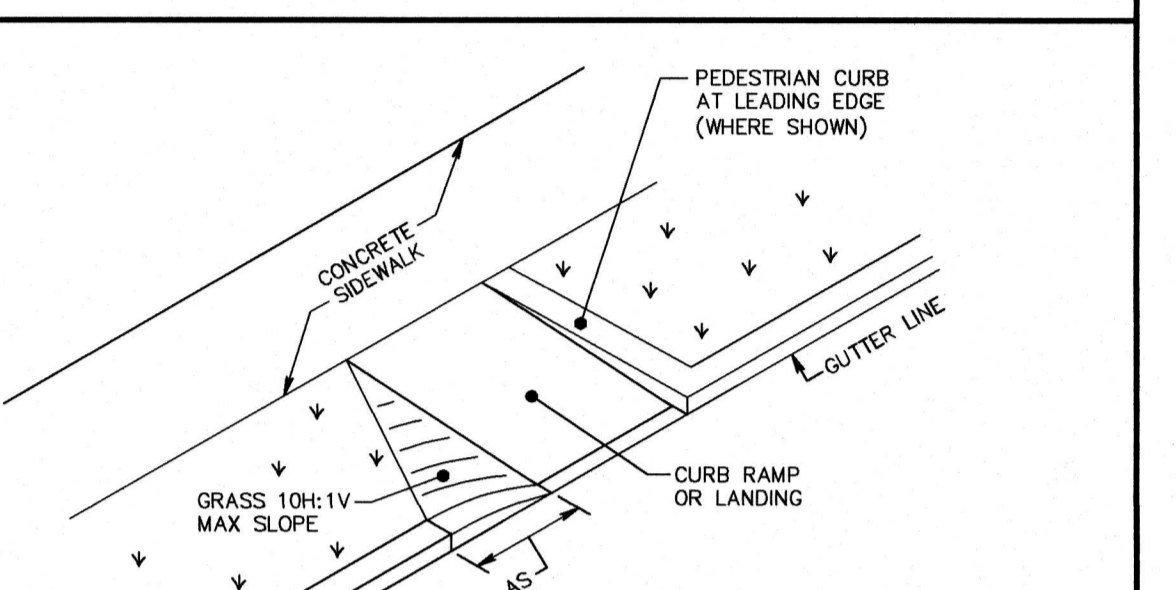 PEDESTRIAN CURB
AT LEADING EDGE
(WHERE SHOWN)
CONCRETE
SIDEWALK
GUTTER LINE
CURB RAMP
OR LANDING
GRASS 10H:1V
MAX SLOPE
AS